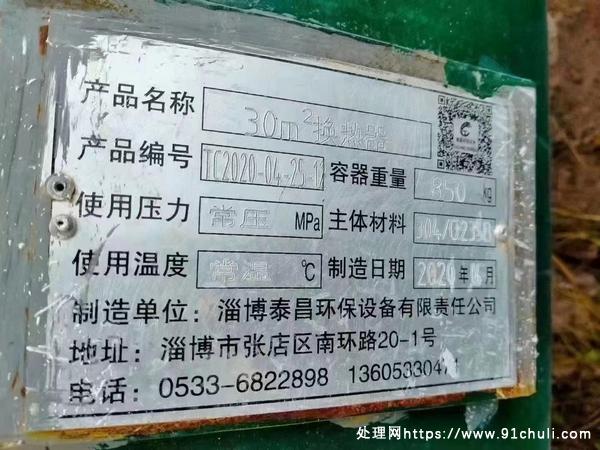 产品名称 30m²换热器
产品编号 TC2020-04-25-12 容器重量 850 kg
使用压力 常压 MPa 主体材料 304/Q235B
使用温度 常温 ℃ 制造日期 2020年 月
制造单位：淄博泰昌环保设备有限责任公司
地址：淄博市张店区南环路20-1号
电话：0533-6822898
处理网https://www.91chuli.com/